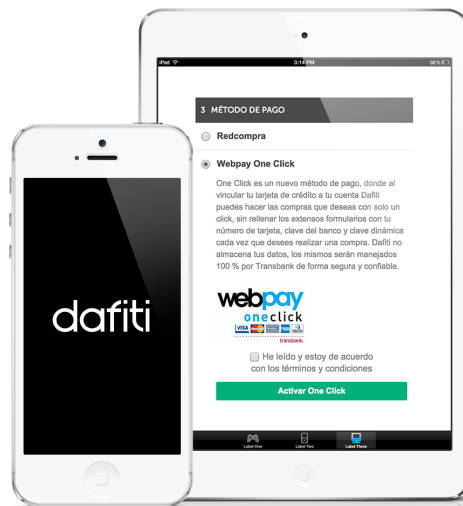 iPad
3:14 PM
3 MÉTODO DE PAGO
Redcompra
Webpay One Click
One Click es un nuevo método de pago, donde al
vincular tu tarjeta de crédito a tu cuenta Dafiti
puedes hacer las compras que deseas con solo un
click, sin rellenar los extensos formularios con tu
número de tarjeta, clave del banco y clave dinámica
cada vez que desees realizar una compra. Dafiti no
almacena tus datos, los mismos serán manejados
100 % por Transbank de forma segura y confiable.
webpay
oneclick
VISA
transbank.
He leído y estoy de acuerdo
con los términos y condiciones
Activar One Click
Label One
Label Two
Label Three
dafiti